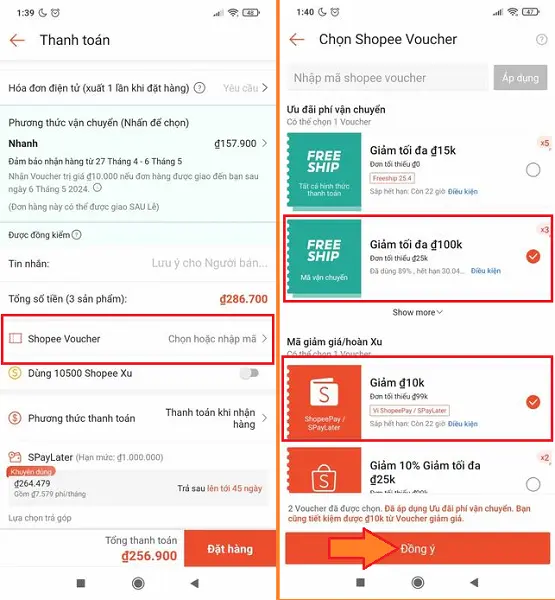 1:39
48
Thanh toán
Hóa đơn điện tử (xuất 1 lần khi đặt hàng) ?
Yêu cầu >
Phương thức vận chuyển (Nhấn để chọn)
Nhanh
₫157.900 >
Đảm bảo nhận hàng từ 27 Tháng 4 - 6 Tháng 5
Nhận Voucher trị giá ₫10.000 nếu đơn hàng được giao đến bạn sau
ngày 6 Tháng 5 2024.
(Đơn hàng này có thể được giao SAU Lễ)
Được đồng kiểm ?
Tin nhắn:
Lưu ý cho Người bán...
Tổng số tiền (3 sản phẩm):
₫286.700
Shopee Voucher
Chọn hoặc nhập mã >
Dùng 10500 Shopee Xu
Phương thức thanh toán
Thanh toán khi nhận
hàng >
SPayLater (Hạn mức: ₫1.000.000)
Khuyên dùng
₫264.479
Gồm ₫7.579 phí/tháng
Trả sau lên tới 45 ngày
Lựa chọn trả góp
Tổng thanh toán
₫256.900
Đặt hàng
1:40
47
Chọn Shopee Voucher
?
Nhập mã shopee voucher
Áp dụng
Ưu đãi phí vận chuyển
Có thể chọn 1 Voucher
FREE
SHIP
Tất cả hình thức
thanh toán
x5
Giảm tối đa ₫15k
Đơn tối thiểu ₫0
Freeship 25.4
Sắp hết hạn: Còn 22 giờ Điều kiện
FREE
SHIP
Mã vận chuyển
x3
Giảm tối đa ₫100k
Đơn tối thiểu ₫25k
Đã dùng 89% , hết hạn 30.04... Điều kiện
Show more
Mã giảm giá/hoàn Xu
Có thể chọn 1 Voucher
S
ShopeePay /
SPayLater
Giảm ₫10k
Đơn tối thiểu ₫99k
Ví ShopeePay / SPayLater
Sắp hết hạn: Còn 22 giờ Điều kiện
S
x2
Giảm 10% Giảm tối đa
₫25k
2 Voucher đã được chọn. Đã áp dụng Ưu đãi phí vận chuyển. Bạn
cũng tiết kiệm được ₫10k từ Voucher giảm giá.
Đồng ý